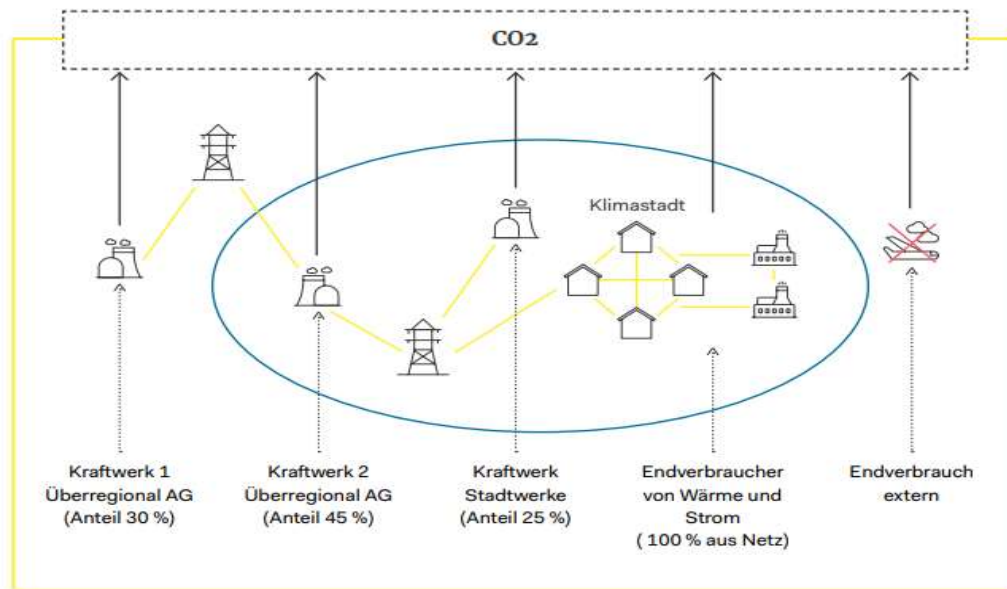 CO2
Klimastadt
Kraftwerk 1
Überregional AG
(Anteil 30 %)
Kraftwerk 2
Überregional AG
(Anteil 45 %)
Kraftwerk
Stadtwerke
(Anteil 25 %)
Endverbraucher
von Wärme und
Strom
( 100 % aus Netz)
Endverbrauch
extern